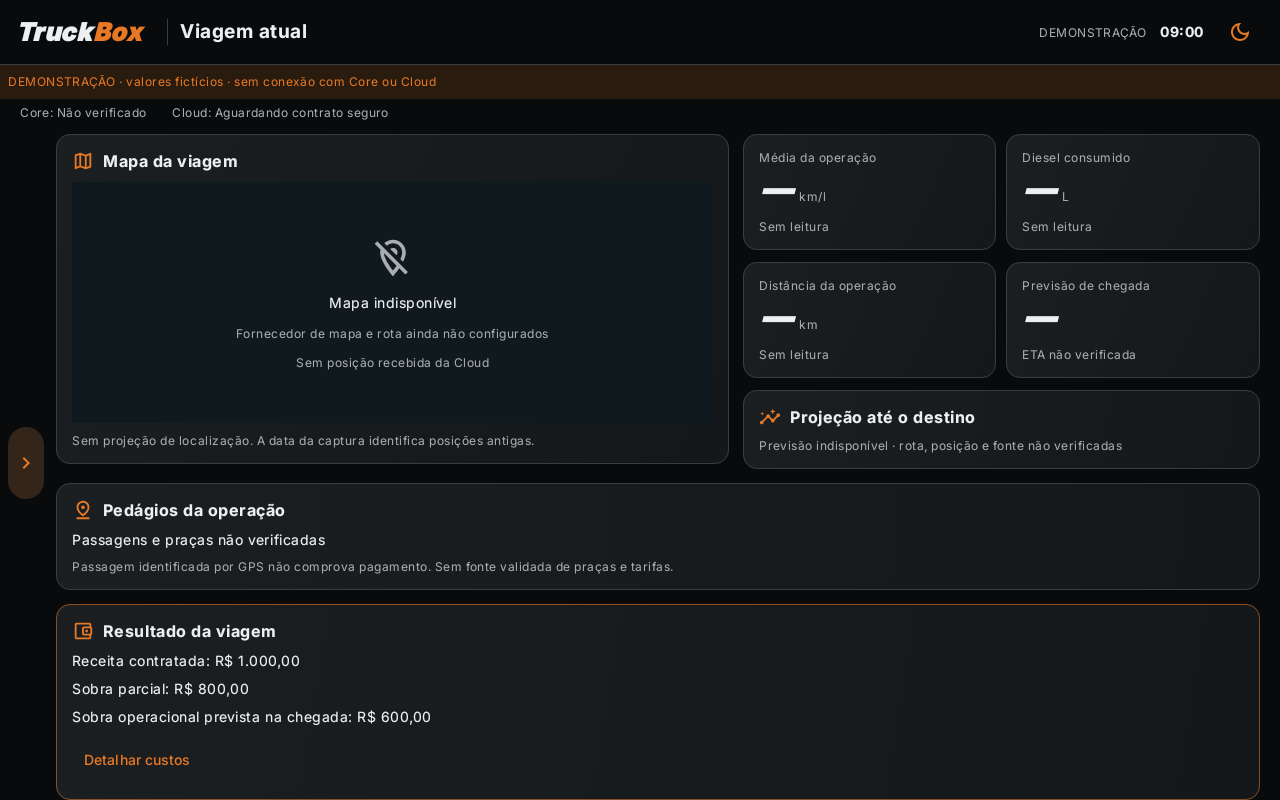 TruckBox
Viagem atual
DEMONSTRAÇÃO 09:00
DEMONSTRAÇÃO · valores fictícios · sem conexão com Core ou Cloud
Core: Não verificado
Cloud: Aguardando contrato seguro
Mapa da viagem
Mapa indisponível
Fornecedor de mapa e rota ainda não configurados
Sem posição recebida da Cloud
Sem projeção de localização. A data da captura identifica posições antigas.
Média da operação
— km/l
Sem leitura
Diesel consumido
— L
Sem leitura
Distância da operação
— km
Sem leitura
Previsão de chegada
—
ETA não verificada
Projeção até o destino
Previsão indisponível · rota, posição e fonte não verificadas
Pedágios da operação
Passagens e praças não verificadas
Passagem identificada por GPS não comprova pagamento. Sem fonte validada de praças e tarifas.
Resultado da viagem
Receita contratada: R$ 1.000,00
Sobra parcial: R$ 800,00
Sobra operacional prevista na chegada: R$ 600,00
Detalhar custos